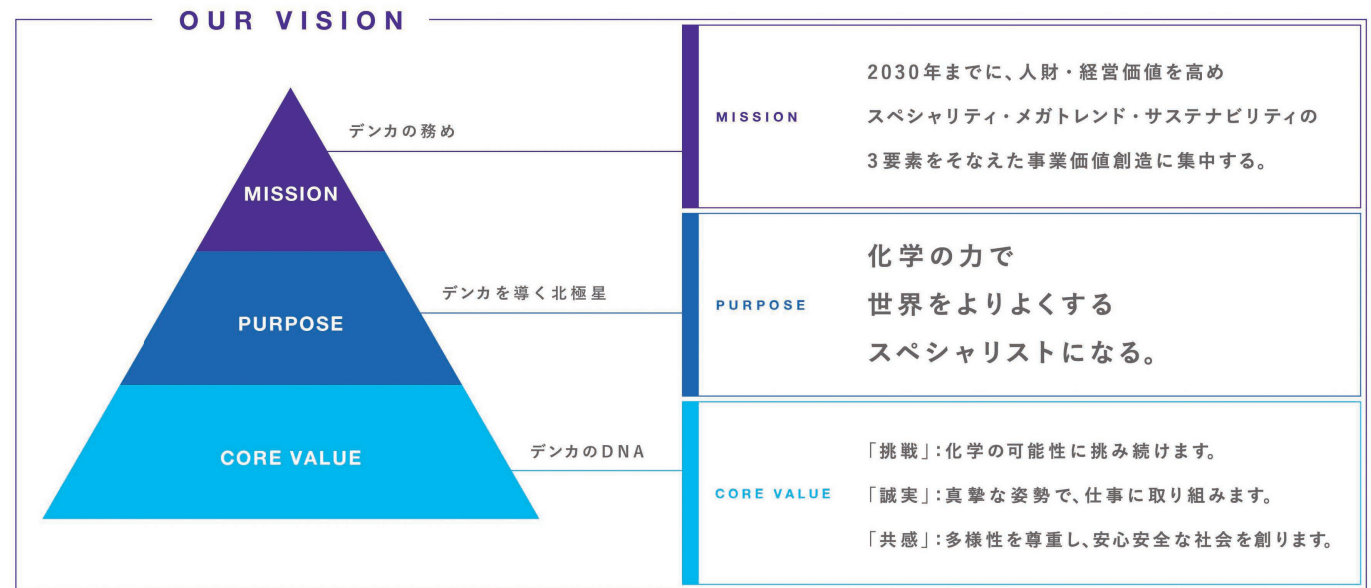 OUR VISION
MISSION
PURPOSE
CORE VALUE
デンカの務め
デンカを導く北極星
デンカのDNA
MISSION
2030年までに、人財・経営価値を高め
スペシャリティ・メガトレンド・サステナビリティの
3要素をそなえた事業価値創造に集中する。
PURPOSE
化学の力で
世界をよりよくする
スペシャリストになる。
CORE VALUE
「挑戦」：化学の可能性に挑み続けます。
「誠実」：真摯な姿勢で、仕事に取り組みます。
「共感」：多様性を尊重し、安心安全な社会を創ります。